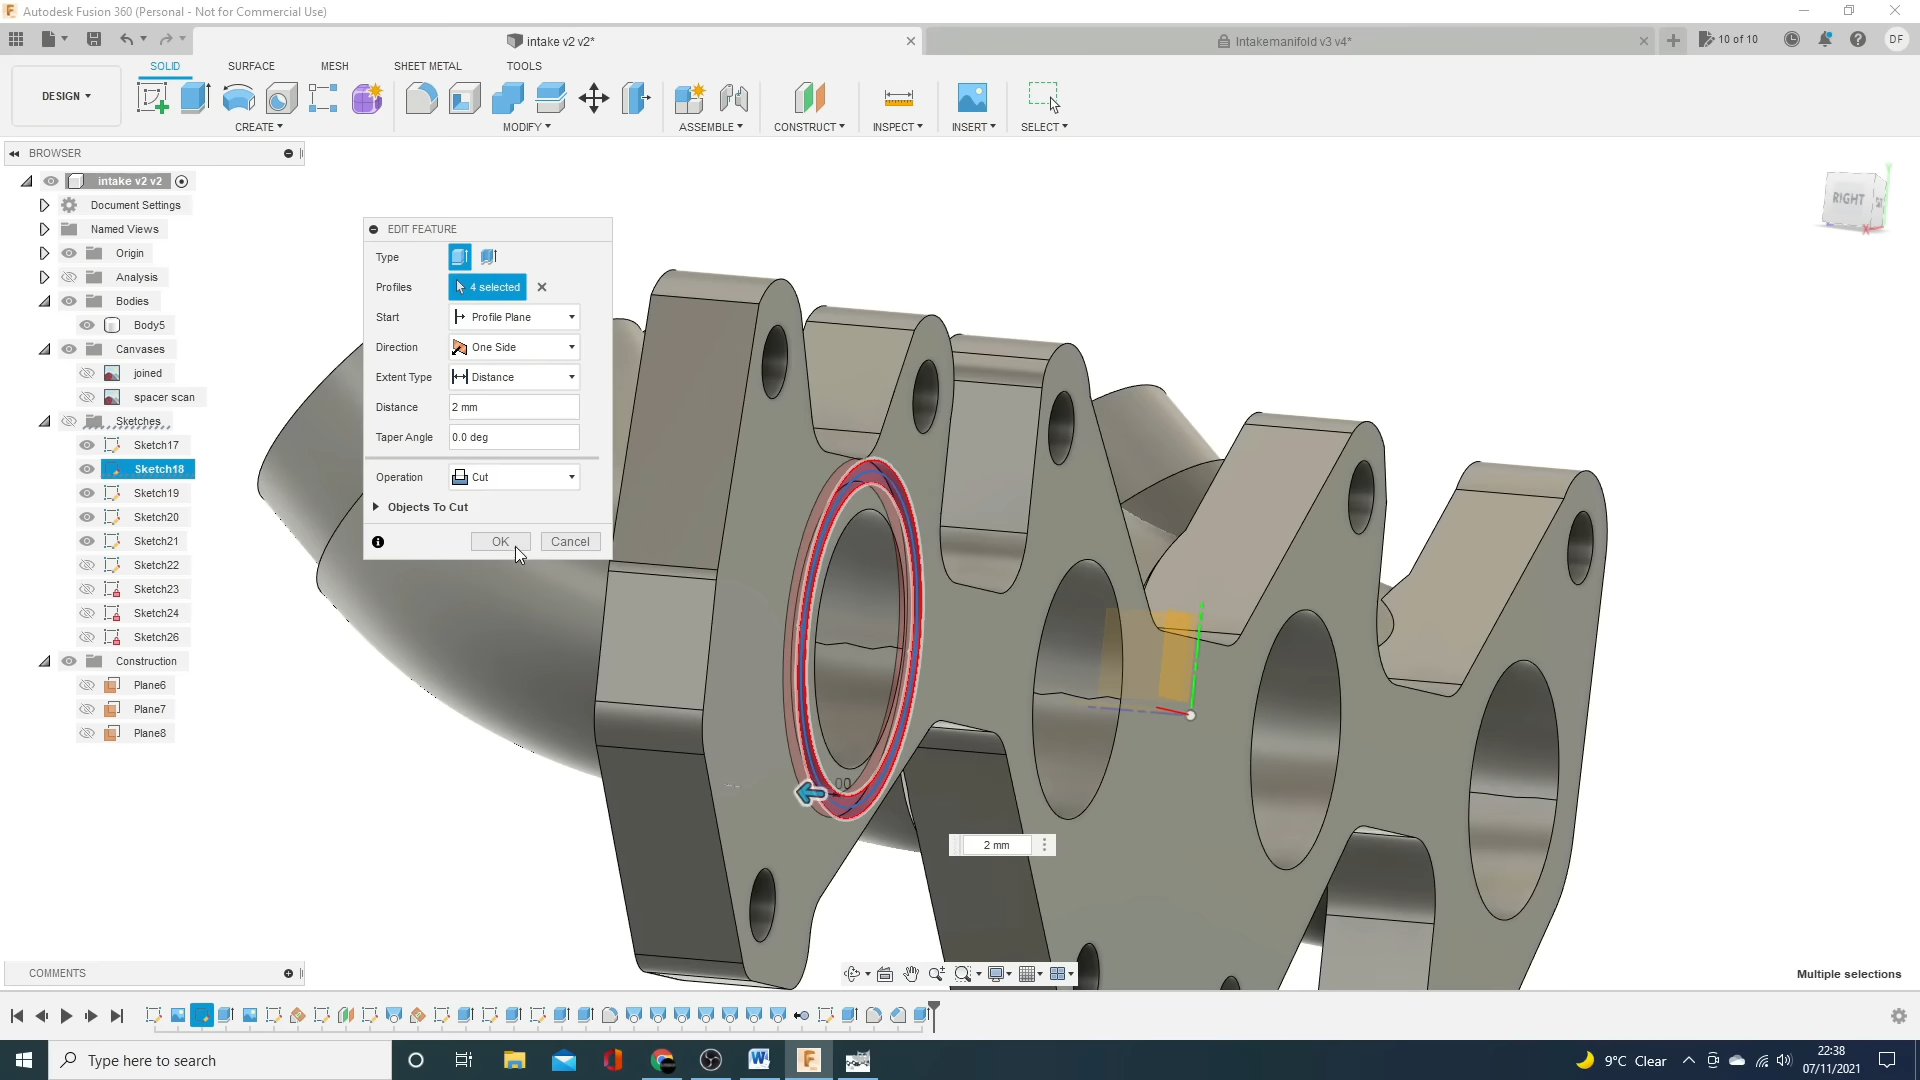 Autodesk Fusion 360 (Personal - Not for Commercial Use)
intake v2 v2*
Intakemanifold v3 v4*
10 of 10
DF
DESIGN
SOLID
SURFACE
MESH
SHEET METAL
TOOLS
CREATE
MODIFY
ASSEMBLE
CONSTRUCT
INSPECT
INSERT
SELECT
BROWSER
intake v2 v2
Document Settings
Named Views
Origin
Analysis
Bodies
Body5
Canvases
joined
spacer scan
Sketches
Sketch17
Sketch18
Sketch19
Sketch20
Sketch21
Sketch22
Sketch23
Sketch24
Sketch26
Construction
Plane6
Plane7
Plane8
EDIT FEATURE
Type
Profiles 4 selected
Start Profile Plane
Direction One Side
Extent Type Distance
Distance 2 mm
Taper Angle 0.0 deg
Operation Cut
Objects To Cut
OK Cancel
RIGHT
X
2 mm
COMMENTS
Multiple selections
Type here to search
9°C Clear
22:38
07/11/2021